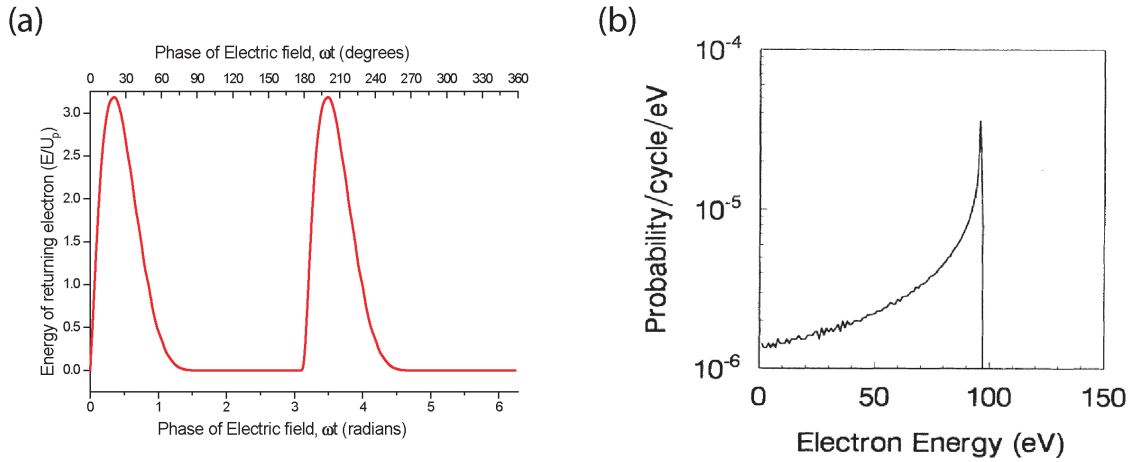 (a)
Phase of Electric field, ωt (degrees)
0 30 60 90 120 150 180 210 240 270 300 330 360
Energy of returning electron (E/Uₚ)
3.0
2.5
2.0
1.5
1.0
0.5
0.0
0 1 2 3 4 5 6
Phase of Electric field, ωt (radians)
(b)
Probability/cycle/eV
10⁻⁴
10⁻⁵
10⁻⁶
0 50 100 150
Electron Energy (eV)